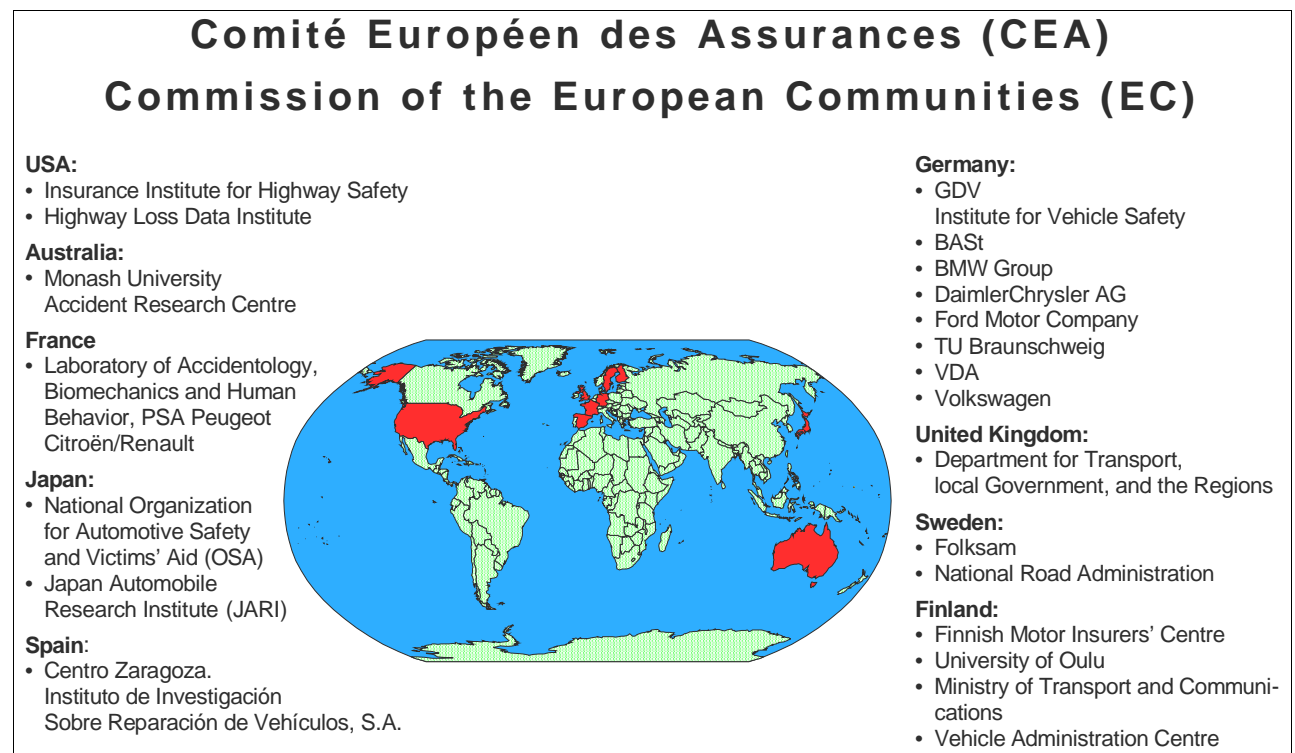 Comité Européen des Assurances (CEA)
Commission of the European Communities (EC)
USA:
• Insurance Institute for Highway Safety
• Highway Loss Data Institute
Australia:
• Monash University
Accident Research Centre
France
• Laboratory of Accidentology,
Biomechanics and Human
Behavior, PSA Peugeot
Citroën/Renault
Japan:
• National Organization
for Automotive Safety
and Victims’ Aid (OSA)
• Japan Automobile
Research Institute (JARI)
Spain:
• Centro Zaragoza.
Instituto de Investigación
Sobre Reparación de Vehículos, S.A.
Germany:
• GDV
Institute for Vehicle Safety
• BASt
• BMW Group
• DaimlerChrysler AG
• Ford Motor Company
• TU Braunschweig
• VDA
• Volkswagen
United Kingdom:
• Department for Transport,
local Government, and the Regions
Sweden:
• Folksam
• National Road Administration
Finland:
• Finnish Motor Insurers’ Centre
• University of Oulu
• Ministry of Transport and Communi-
cations
• Vehicle Administration Centre